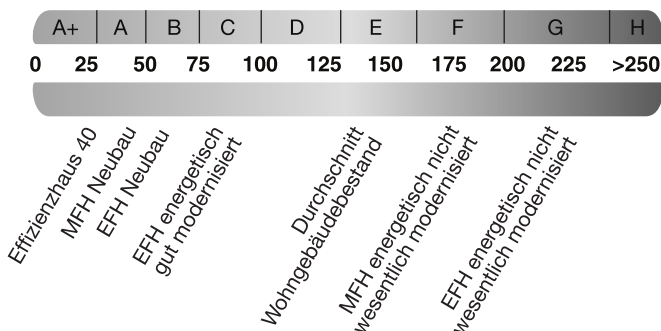 A+ A B C D E F G H
0 25 50 75 100 125 150 175 200 225 >250
Effizienzhaus 40
MFH Neubau
EFH Neubau
EFH energetisch
gut modernisiert
Durchschnitt
Wohngebäudebestand
MFH energetisch nicht
wesentlich modernisiert
EFH energetisch nicht
wesentlich modernisiert